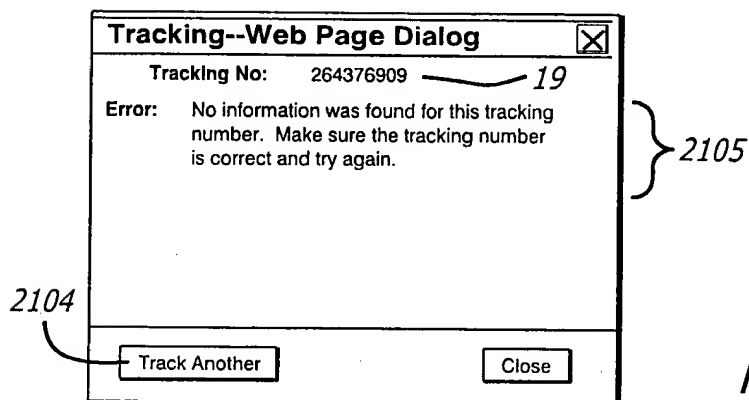 Tracking--Web Page Dialog
Tracking No: 264376909 19
Error: No information was found for this tracking
number. Make sure the tracking number
is correct and try again.
2105
2104
Track Another
Close